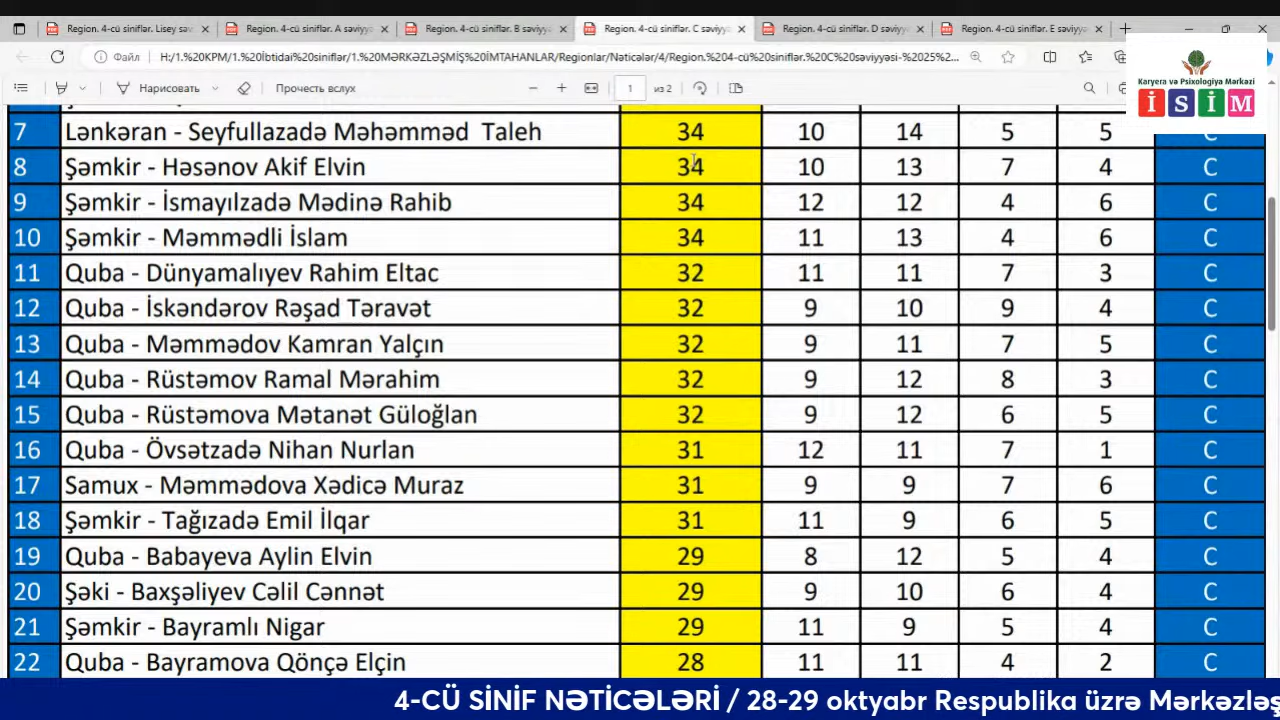 Region. 4-cü siniflər. Lisey səv
Region. 4-cü siniflər. A səviyy
Region. 4-cü siniflər. B səviyy
Region. 4-cü siniflər. C səviyy
Region. 4-cü siniflər. D səviyy
Region. 4-cü siniflər. E səviyy
Файл H:/1.%20KPM/1.%20İbtidai%20siniflər/1.%20MƏRKƏZLƏŞMİŞ%20İMTAHANLAR/Regionlar/Nəticələr/4/Region.%204-cü%20siniflər.%20C%20səviyyəsi-%2025%2...
Нарисовать Прочесть вслух 1 из 2
Karyera və Psixologiya Mərkəzi
İSİM
7 Lənkəran - Seyfullazadə Məhəmməd Taleh 34 10 14 5 5 C
8 Şəmkir - Həsənov Akif Elvin 34 10 13 7 4 C
9 Şəmkir - İsmayılzadə Mədinə Rahib 34 12 12 4 6 C
10 Şəmkir - Məmmədli İslam 34 11 13 4 6 C
11 Quba - Dünyamalıyev Rahim Eltac 32 11 11 7 3 C
12 Quba - İskəndərov Rəşad Təravət 32 9 10 9 4 C
13 Quba - Məmmədov Kamran Yalçın 32 9 11 7 5 C
14 Quba - Rüstəmov Ramal Mərahim 32 9 12 8 3 C
15 Quba - Rüstəmova Mətanət Güloğlan 32 9 12 6 5 C
16 Quba - Övsətzadə Nihan Nurlan 31 12 11 7 1 C
17 Samux - Məmmədova Xədicə Muraz 31 9 9 7 6 C
18 Şəmkir - Tağızadə Emil İlqar 31 11 9 6 5 C
19 Quba - Babayeva Aylin Elvin 29 8 12 5 4 C
20 Şəki - Baxşəliyev Cəlil Cənnət 29 9 10 6 4 C
21 Şəmkir - Bayramlı Nigar 29 11 9 5 4 C
22 Quba - Bayramova Qönçə Elçin 28 11 11 4 2 C
4-CÜ SİNİF NƏTİCƏLƏRİ / 28-29 oktyabr Respublika üzrə Mərkəzləş